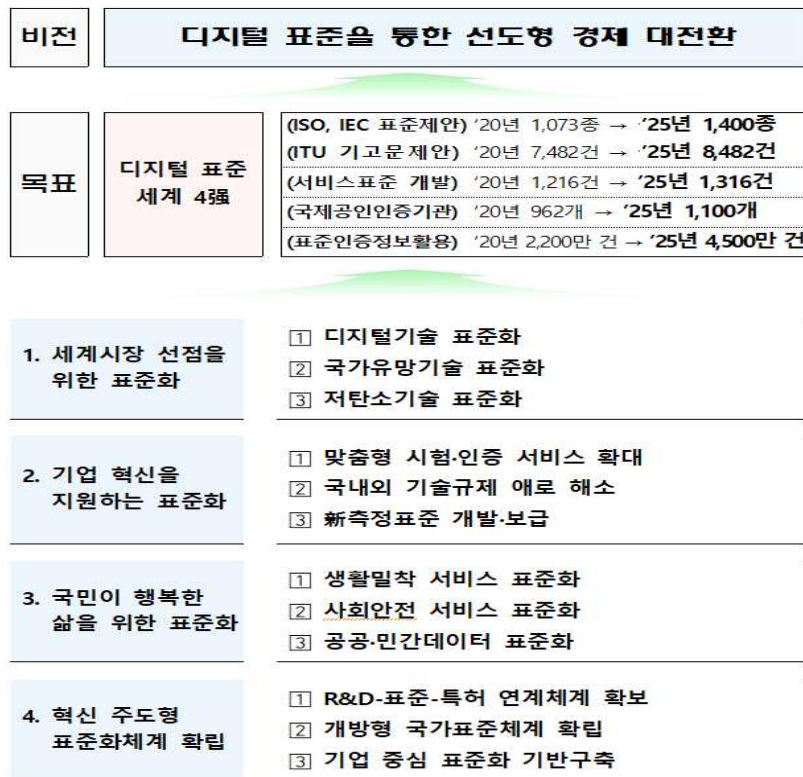 비전
디지털 표준을 통한 선도형 경제 대전환
목표
디지털 표준
세계 4强
(ISO, IEC 표준제안) '20년 1,073종 → '25년 1,400종
(ITU 기고문제안) '20년 7,482건 → '25년 8,482건
(서비스표준 개발) '20년 1,216건 → '25년 1,316건
(국제공인인증기관) '20년 962개 → '25년 1,100개
(표준인증정보활용) '20년 2,200만 건 → '25년 4,500만 건
1. 세계시장 선점을
위한 표준화
1 디지털기술 표준화
2 국가유망기술 표준화
3 저탄소기술 표준화
2. 기업 혁신을
지원하는 표준화
1 맞춤형 시험·인증 서비스 확대
2 국내외 기술규제 애로 해소
3 新측정표준 개발·보급
3. 국민이 행복한
삶을 위한 표준화
1 생활밀착 서비스 표준화
2 사회안전 서비스 표준화
3 공공·민간데이터 표준화
4. 혁신 주도형
표준화체계 확립
1 R&D-표준-특허 연계체계 확보
2 개방형 국가표준체계 확립
3 기업 중심 표준화 기반구축